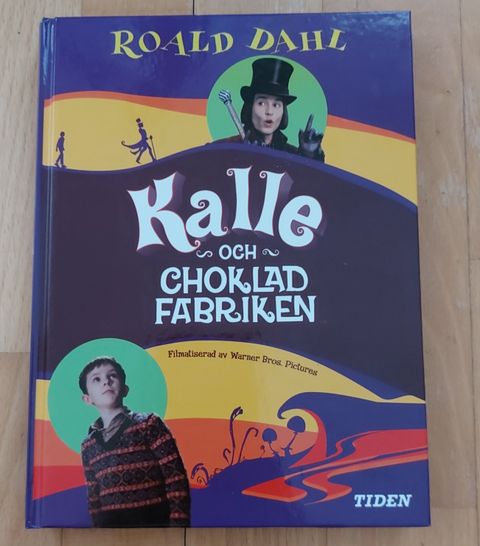 ROALD DAHL
Kalle
OCH
CHOKLAD
FABRIKEN
Filmatiserad av Warner Bros. Pictures
TIDEN